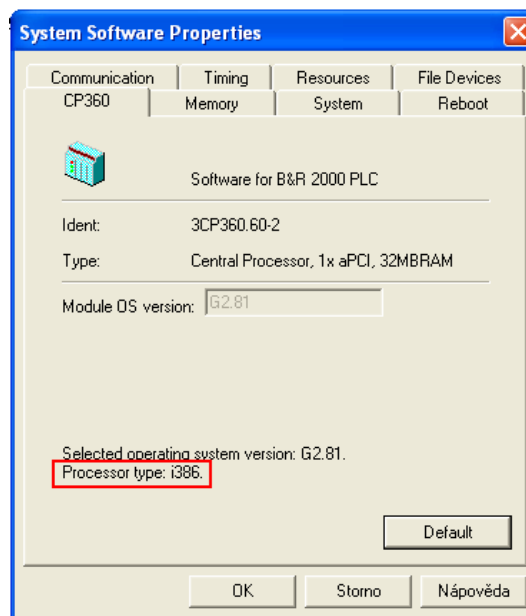 System Software Properties
Communication Timing Resources File Devices
CP360 Memory System Reboot
Software for B&R 2000 PLC
Ident: 3CP360.60-2
Type: Central Processor, 1x aPCI, 32MBRAM
Module OS version: G2.81
Selected operating system version: G2.81.
Processor type: i386.
Default
OK Storno Nápověda